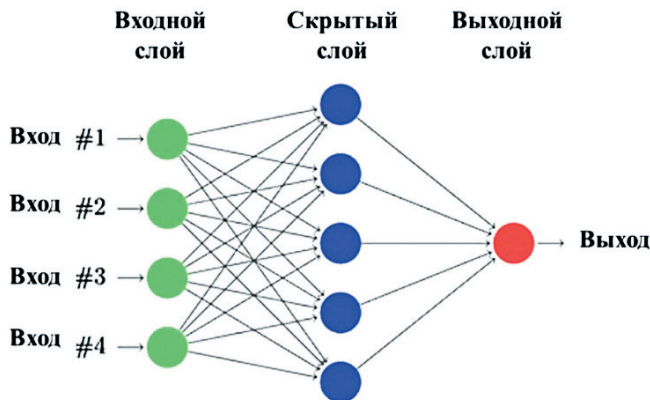 Входной
слой
Скрытый
слой
Выходной
слой
Вход #1
Вход #2
Вход #3
Вход #4
Выход